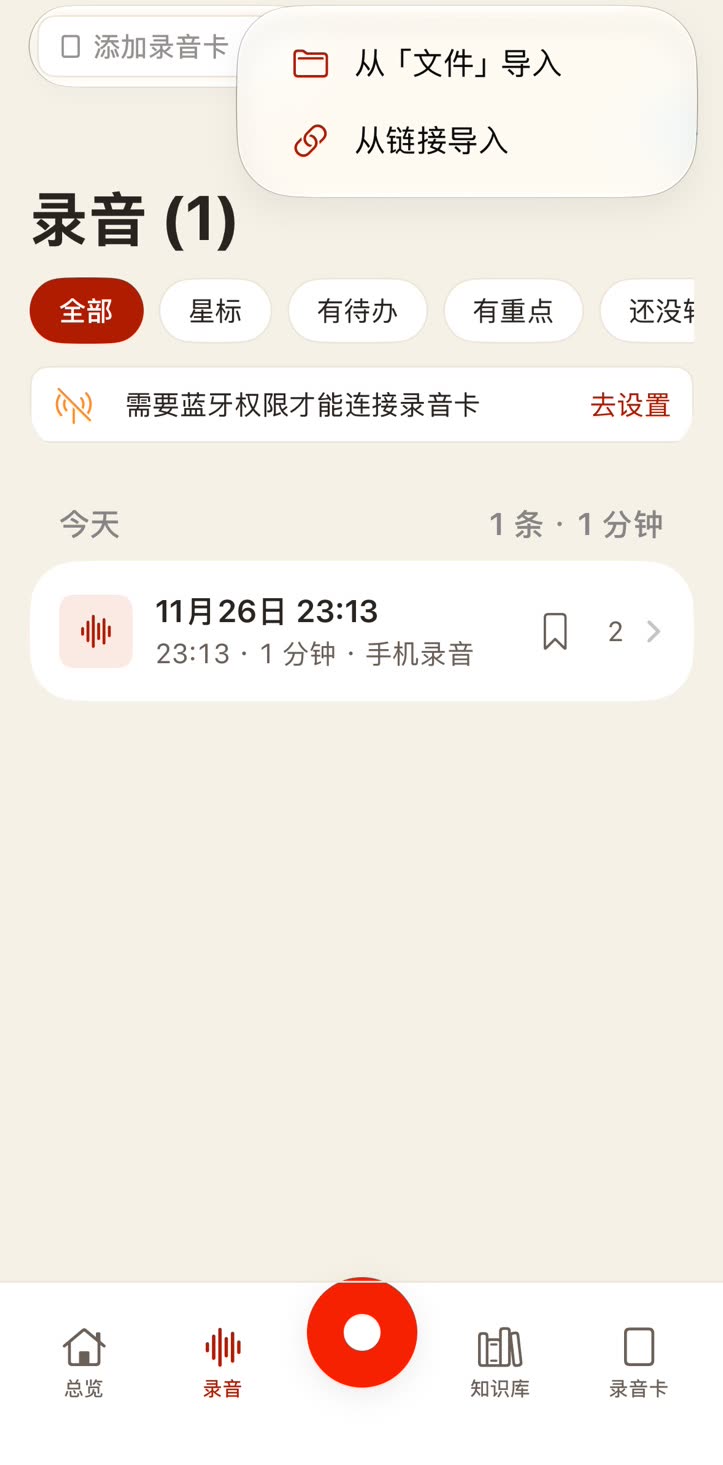 添加录音卡
从「文件」导入
从链接导入
录音 (1)
全部
星标
有待办
有重点
还没
需要蓝牙权限才能连接录音卡
去设置
今天
1 条 · 1 分钟
11月26日 23:13
23:13 · 1 分钟 · 手机录音
2
总览
录音
知识库
录音卡